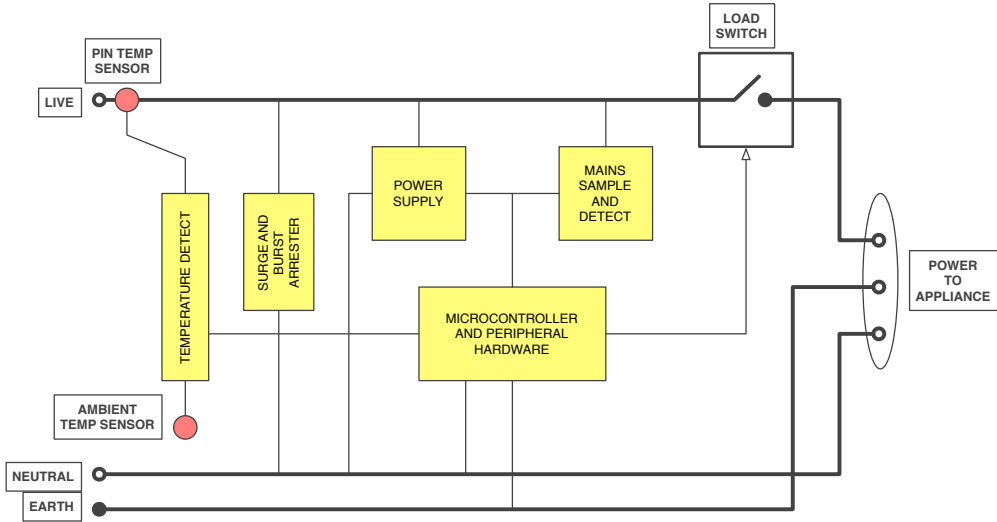 LOAD
SWITCH
PIN TEMP
SENSOR
LIVE
POWER
SUPPLY
MAINS
SAMPLE
AND
DETECT
TEMPERATURE DETECT
SURGE AND
BURST
ARRESTER
POWER
TO
APPLIANCE
MICROCONTROLLER
AND PERIPHERAL
HARDWARE
AMBIENT
TEMP SENSOR
NEUTRAL
EARTH